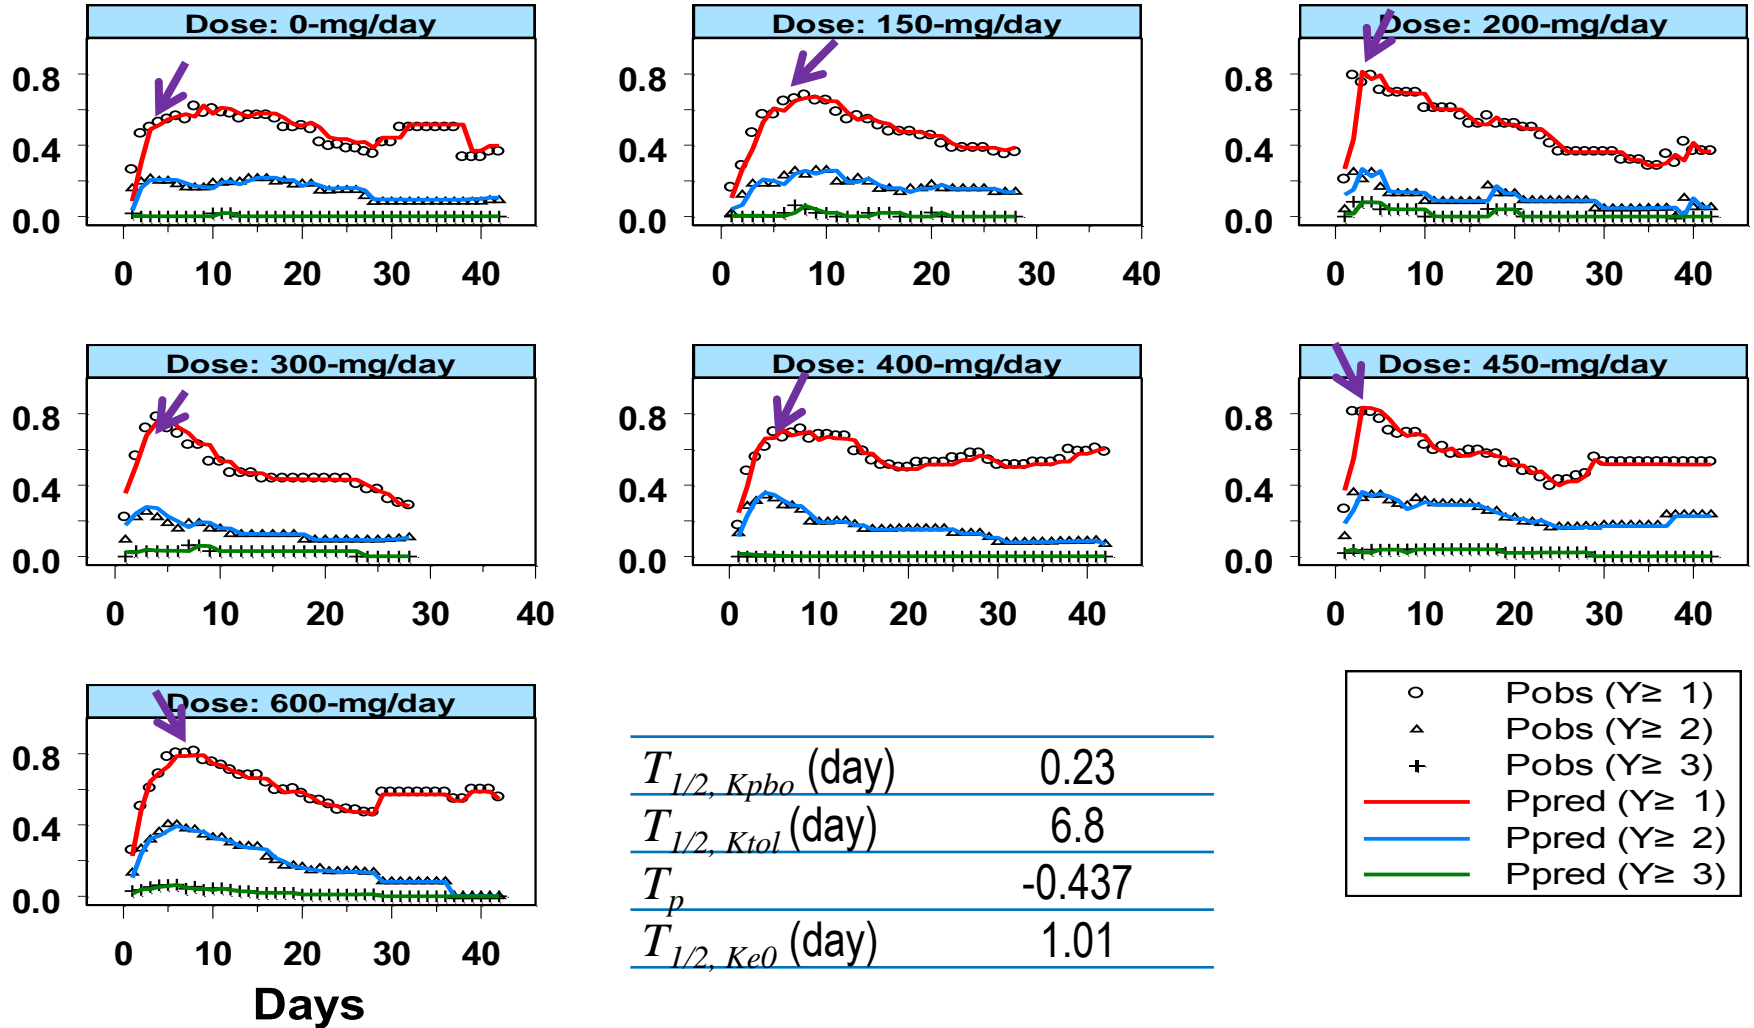 Dose: 0-mg/day
Dose: 150-mg/day
Dose: 200-mg/day
0.8
0.4
0.0
0 10 20 30 40
0.8
0.4
0.0
0 10 20 30 40
0.8
0.4
0.0
0 10 20 30 40
Dose: 300-mg/day
Dose: 400-mg/day
Dose: 450-mg/day
0.8
0.4
0.0
0 10 20 30 40
0.8
0.4
0.0
0 10 20 30 40
0.8
0.4
0.0
0 10 20 30 40
Dose: 600-mg/day
0.8
0.4
0.0
0 10 20 30 40
Days
T1/2, Kpbo (day) 0.23
T1/2, Ktol (day) 6.8
Tp -0.437
T1/2, Ke0 (day) 1.01
Pobs (Y≥ 1)
Pobs (Y≥ 2)
Pobs (Y≥ 3)
Ppred (Y≥ 1)
Ppred (Y≥ 2)
Ppred (Y≥ 3)